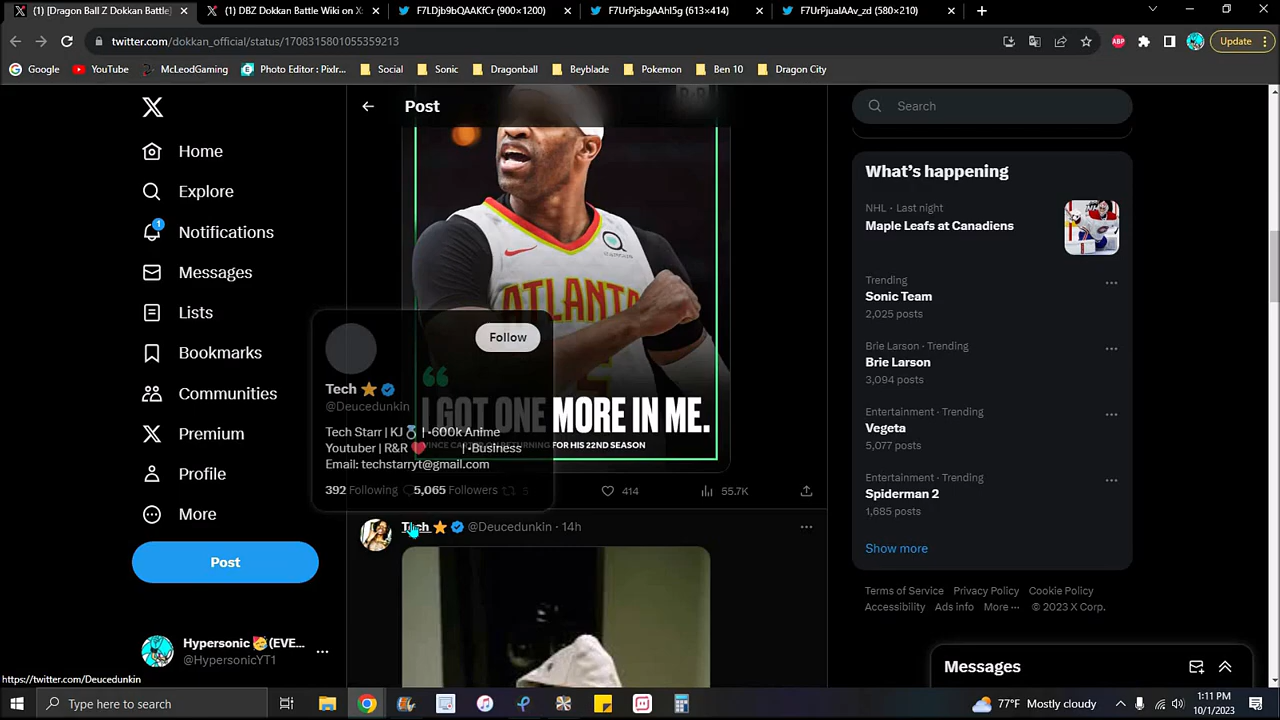 (1) [Dragon Ball Z Dokkan Battle]
(1) DBZ Dokkan Battle Wiki on X
F7LDjb9bQAAKfCr (900×1200)
F7UrPjsbgAAhl5g (613×414)
F7UrPjuaIAAv_zd (580×210)
twitter.com/dokkan_official/status/1708315801055359213
ABP
Update
Google
YouTube
McLeodGaming
Photo Editor : Pixlr...
Social
Sonic
Dragonball
Beyblade
Pokemon
Ben 10
Dragon City
Post
Search
Home
Explore
1
Notifications
Messages
Lists
Bookmarks
Communities
Premium
Profile
More
Post
Hypersonic 🥳(EVE...
@HypersonicYT1
ATLANTA
I GOT ONE MORE IN ME.
VINCE CARTER RETURNING FOR HIS 22ND SEASON
Follow
Tech ⭐
@Deucedunkin
Tech Starr | KJ | •600k Anime
Youtuber | R&R ❤️ | •Business
Email: techstarryt@gmail.com
392 Following 5,065 Followers
5
414
55.7K
Tech ⭐ @Deucedunkin · 14h
What's happening
NHL · Last night
Maple Leafs at Canadiens
Trending
Sonic Team
2,025 posts
Brie Larson · Trending
Brie Larson
3,094 posts
Entertainment · Trending
Vegeta
5,077 posts
Entertainment · Trending
Spiderman 2
1,685 posts
Show more
Terms of Service Privacy Policy Cookie Policy
Accessibility Ads info More ··· © 2023 X Corp.
Messages
https://twitter.com/Deucedunkin
Type here to search
77°F Mostly cloudy
1:11 PM
10/1/2023